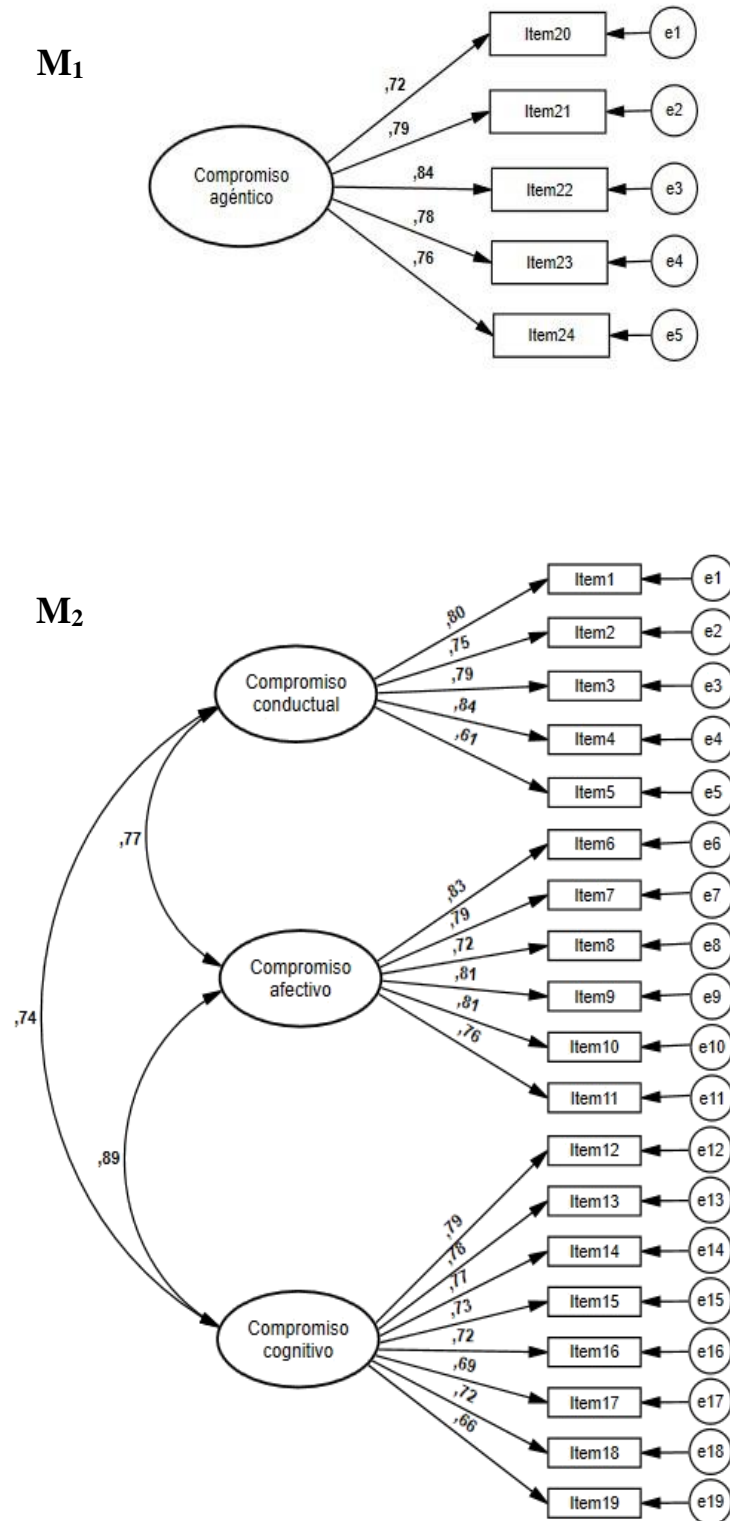 M1
,72
,79
,84
,78
,76
Compromiso
agéntico
Item20
e1
Item21
e2
Item22
e3
Item23
e4
Item24
e5
M2
Compromiso
conductual
,80
,75
,79
,84
,61
Item1
e1
Item2
e2
Item3
e3
Item4
e4
Item5
e5
,77
Compromiso
afectivo
,83
,79
,72
,81
,81
,76
Item6
e6
Item7
e7
Item8
e8
Item9
e9
Item10
e10
Item11
e11
,74
,89
Compromiso
cognitivo
,79
,78
,77
,73
,72
,69
,72
,66
Item12
e12
Item13
e13
Item14
e14
Item15
e15
Item16
e16
Item17
e17
Item18
e18
Item19
e19